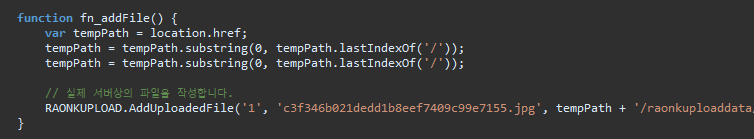 function fn_addFile() {
var tempPath = location.href;
tempPath = tempPath.substring(0, tempPath.lastIndexOf('/'));
tempPath = tempPath.substring(0, tempPath.lastIndexOf('/'));
// 실제 서버상의 파일을 작성합니다.
RAONKUPLOAD.AddUploadedFile('1', 'c3f346b021dedd1b8eef7409c99e7155.jpg', tempPath + '/raonkuploaddata,
}